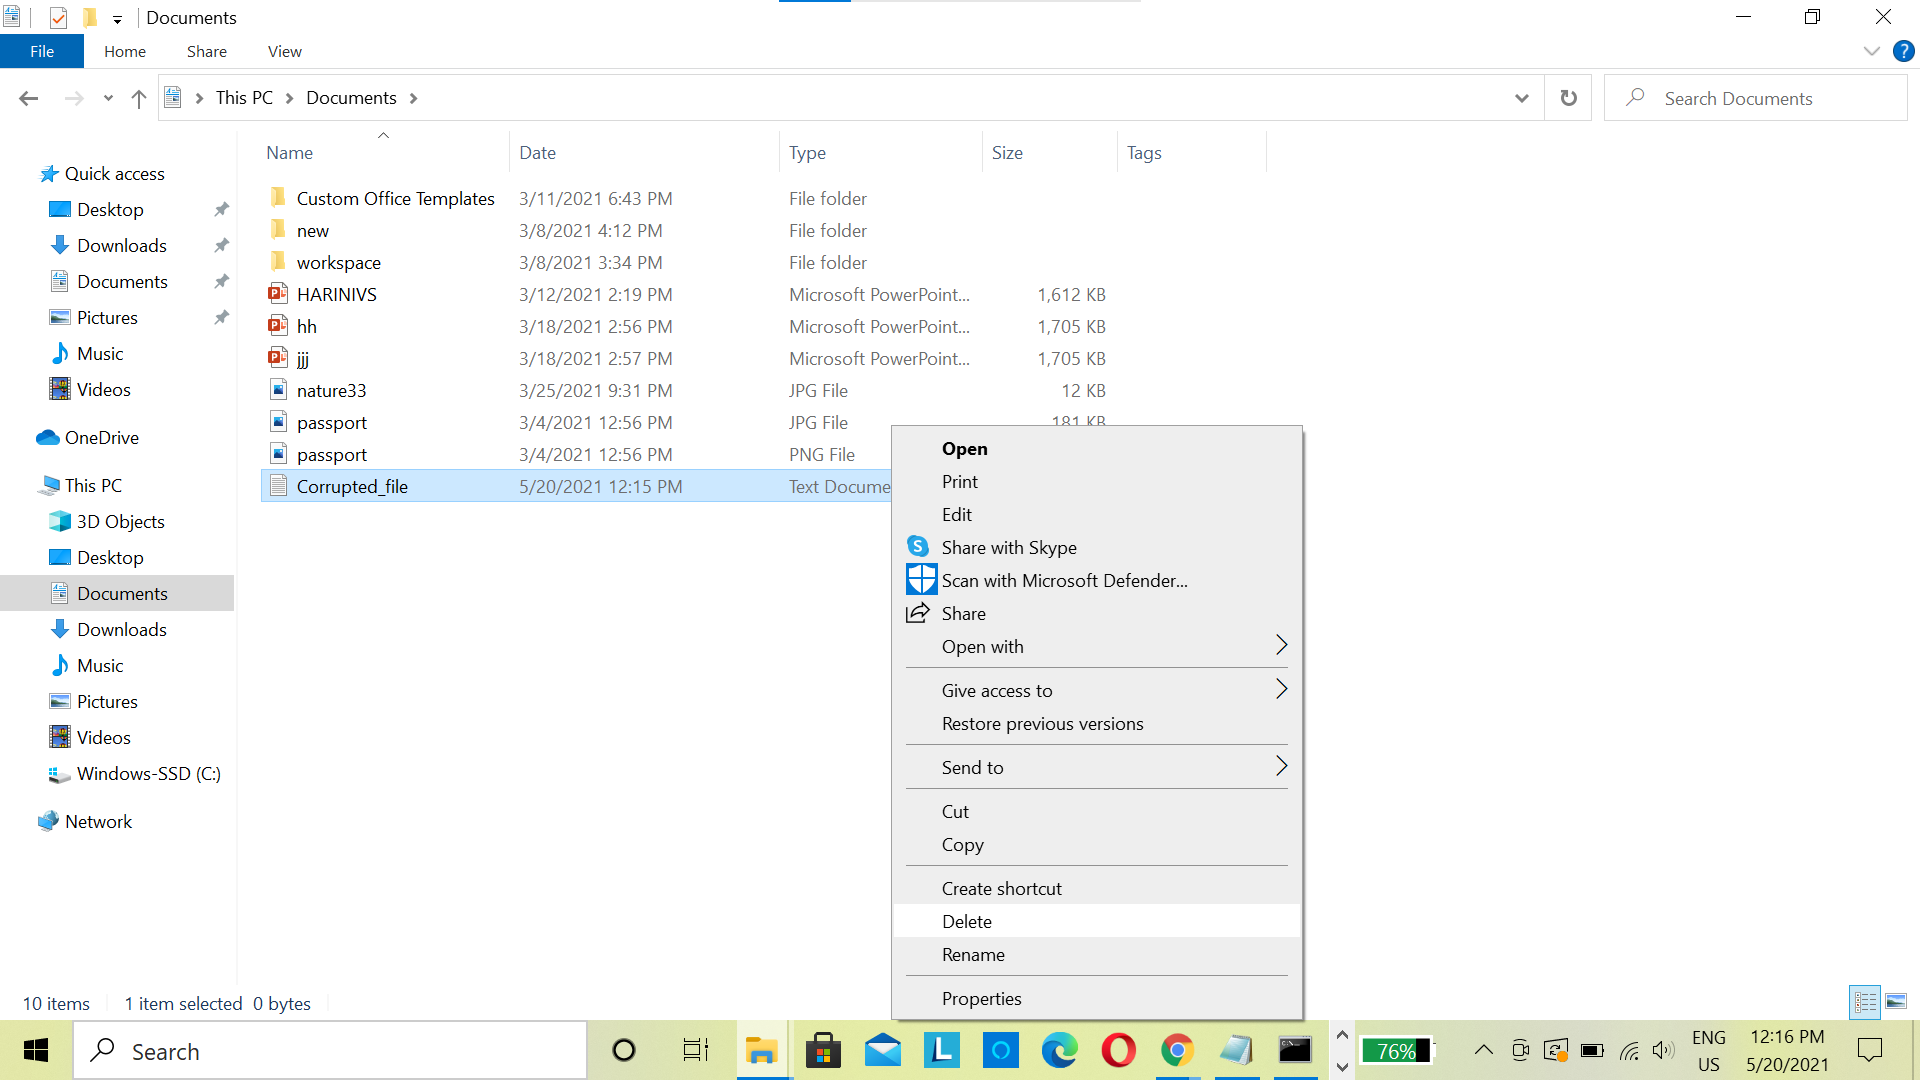 Documents
File Home Share View
This PC Documents
Search Documents
Name Date Type Size Tags
Quick access
Desktop
Downloads
Documents
Pictures
Music
Videos
OneDrive
This PC
3D Objects
Desktop
Documents
Downloads
Music
Pictures
Videos
Windows-SSD (C:)
Network
Custom Office Templates 3/11/2021 6:43 PM File folder
new 3/8/2021 4:12 PM File folder
workspace 3/8/2021 3:34 PM File folder
HARINIVS 3/12/2021 2:19 PM Microsoft PowerPoint... 1,612 KB
hh 3/18/2021 2:56 PM Microsoft PowerPoint... 1,705 KB
jjj 3/18/2021 2:57 PM Microsoft PowerPoint... 1,705 KB
nature33 3/25/2021 9:31 PM JPG File 12 KB
passport 3/4/2021 12:56 PM JPG File 181 KB
passport 3/4/2021 12:56 PM PNG File
Corrupted_file 5/20/2021 12:15 PM Text Docume
Open
Print
Edit
Share with Skype
Scan with Microsoft Defender...
Share
Open with
Give access to
Restore previous versions
Send to
Cut
Copy
Create shortcut
Delete
Rename
Properties
10 items 1 item selected 0 bytes
Search
76%
ENG
US
12:16 PM
5/20/2021